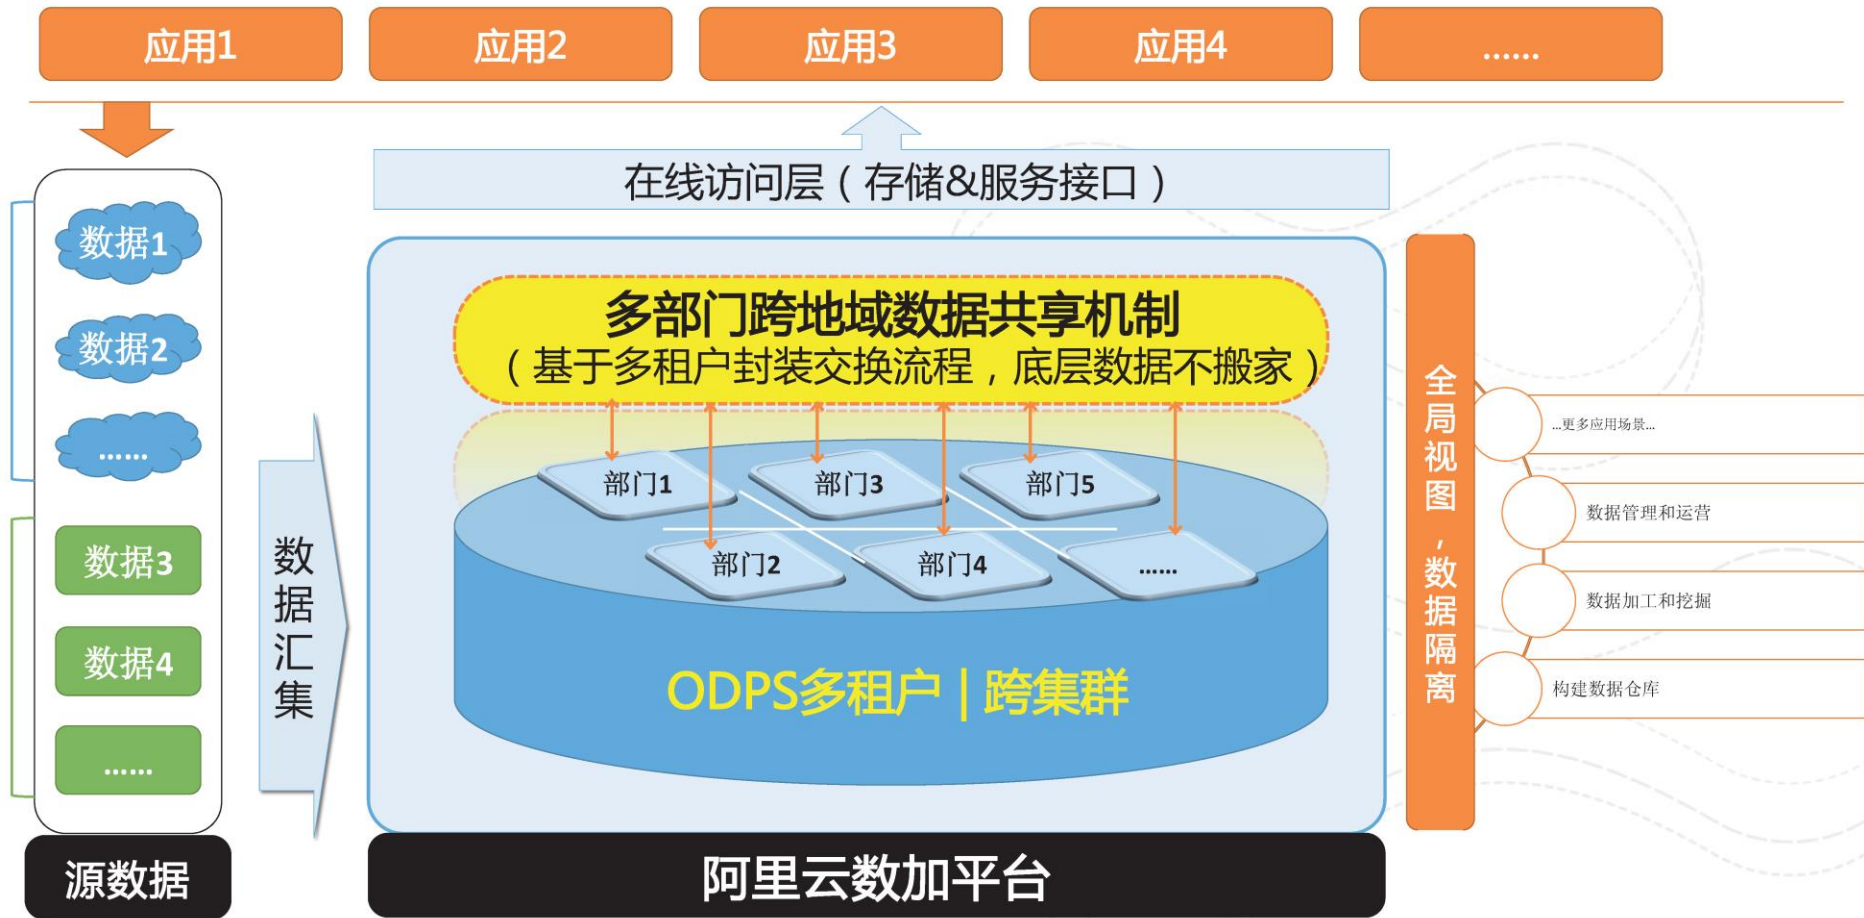 应用1
应用2
应用3
应用4
......
在线访问层（存储&服务接口）
数据1
数据2
......
数据3
数据4
......
源数据
数据汇集
多部门跨地域数据共享机制
（基于多租户封装交换流程，底层数据不搬家）
部门1
部门3
部门5
部门2
部门4
......
ODPS多租户 | 跨集群
阿里云数加平台
全局视图，数据隔离
...更多应用场景...
数据管理和运营
数据加工和挖掘
构建数据仓库